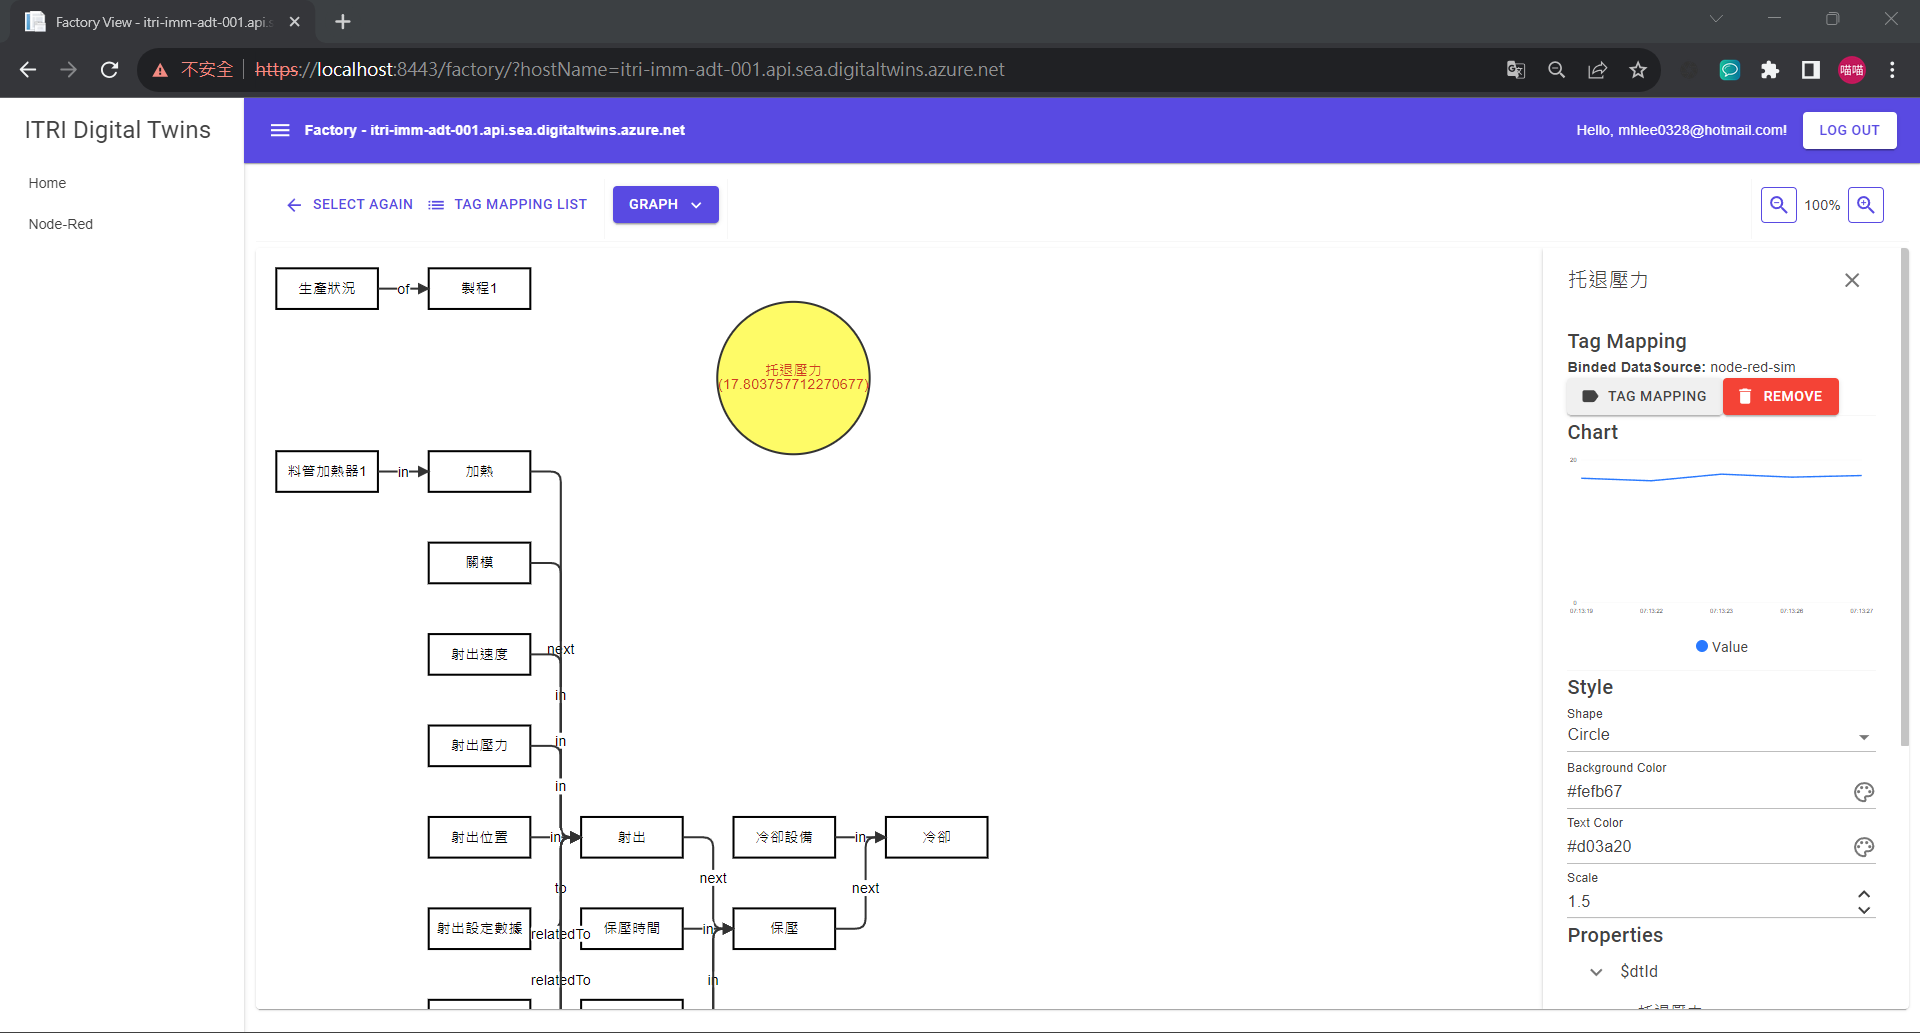 Factory View - itri-imm-adt-001.api.s
不安全 https://localhost:8443/factory/?hostName=itri-imm-adt-001.api.sea.digitaltwins.azure.net
喵喵
ITRI Digital Twins
Home
Node-Red
Factory - itri-imm-adt-001.api.sea.digitaltwins.azure.net
Hello, mhlee0328@hotmail.com!
LOG OUT
SELECT AGAIN
TAG MAPPING LIST
GRAPH
100%
生產狀況
of
製程1
托退壓力
(17.803757712270677)
料管加熱器1
in
加熱
關模
射出速度
next
in
射出壓力
in
in
射出位置
in
射出
冷卻設備
in
冷卻
to
next
next
射出設定數據
relatedTo
保壓時間
in
保壓
relatedTo
in
托退壓力
Tag Mapping
Binded DataSource: node-red-sim
TAG MAPPING
REMOVE
Chart
20
0
07:13:19
07:13:22
07:13:23
07:13:26
07:13:27
Value
Style
Shape
Circle
Background Color
#fefb67
Text Color
#d03a20
Scale
1.5
Properties
$dtId
托退壓力